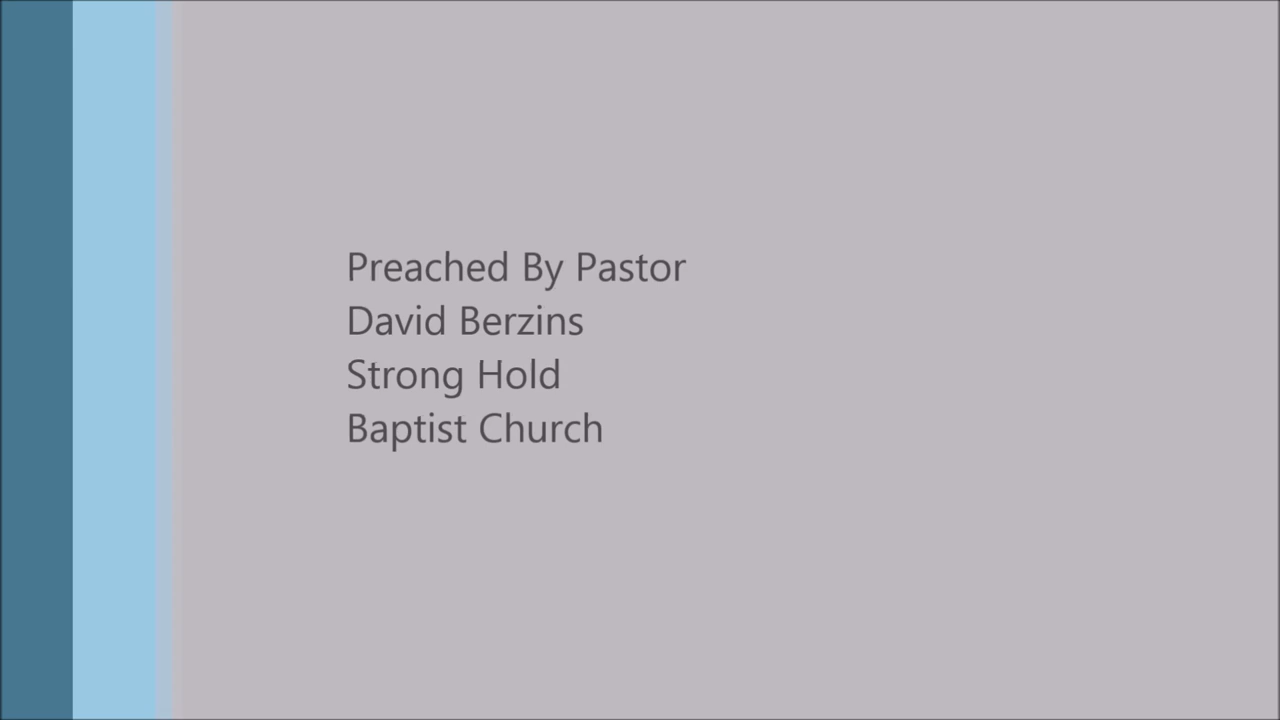 Preached By Pastor
David Berzins
Strong Hold
Baptist Church